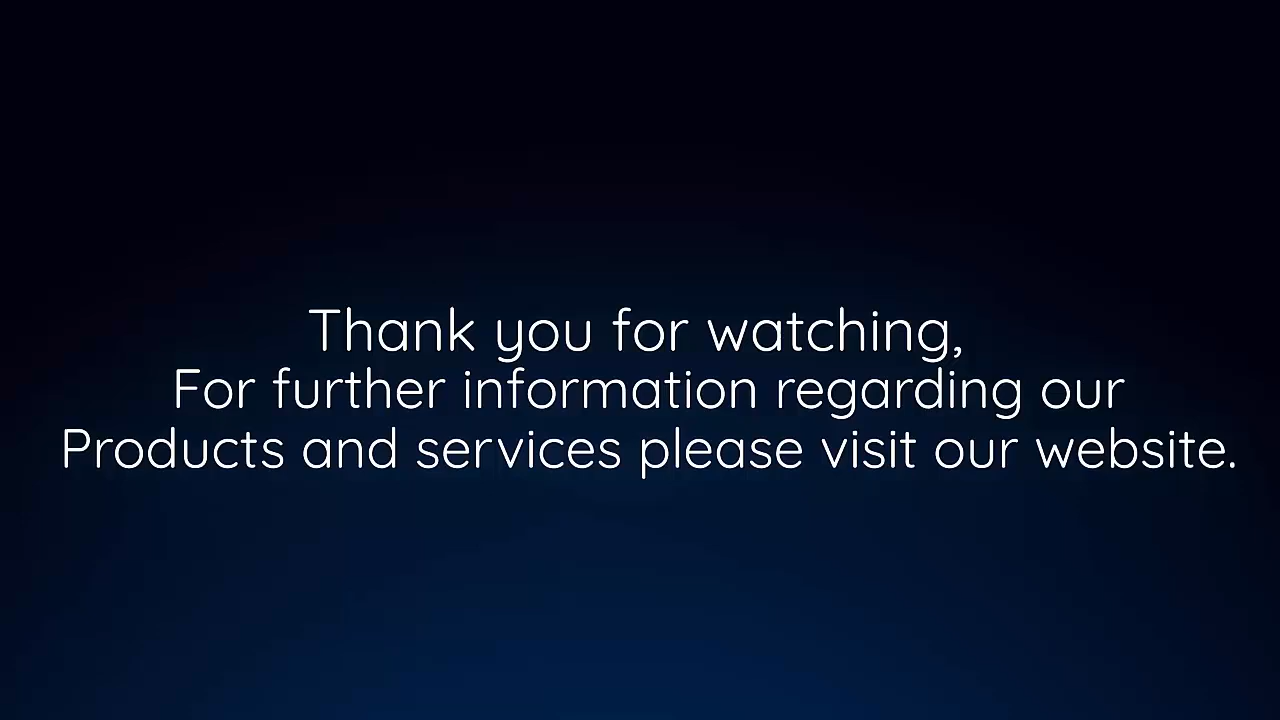 Thank you for watching,
For further information regarding our
Products and services please visit our website.